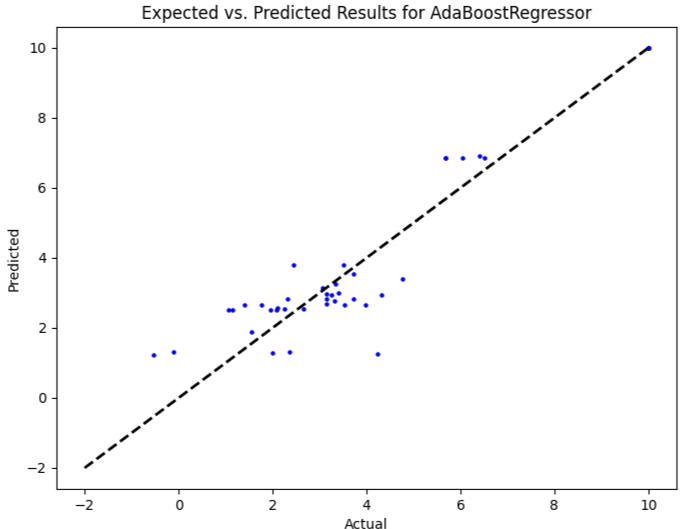 Expected vs. Predicted Results for AdaBoostRegressor
10
8
6
4
2
0
−2
Predicted
−2 0 2 4 6 8 10
Actual